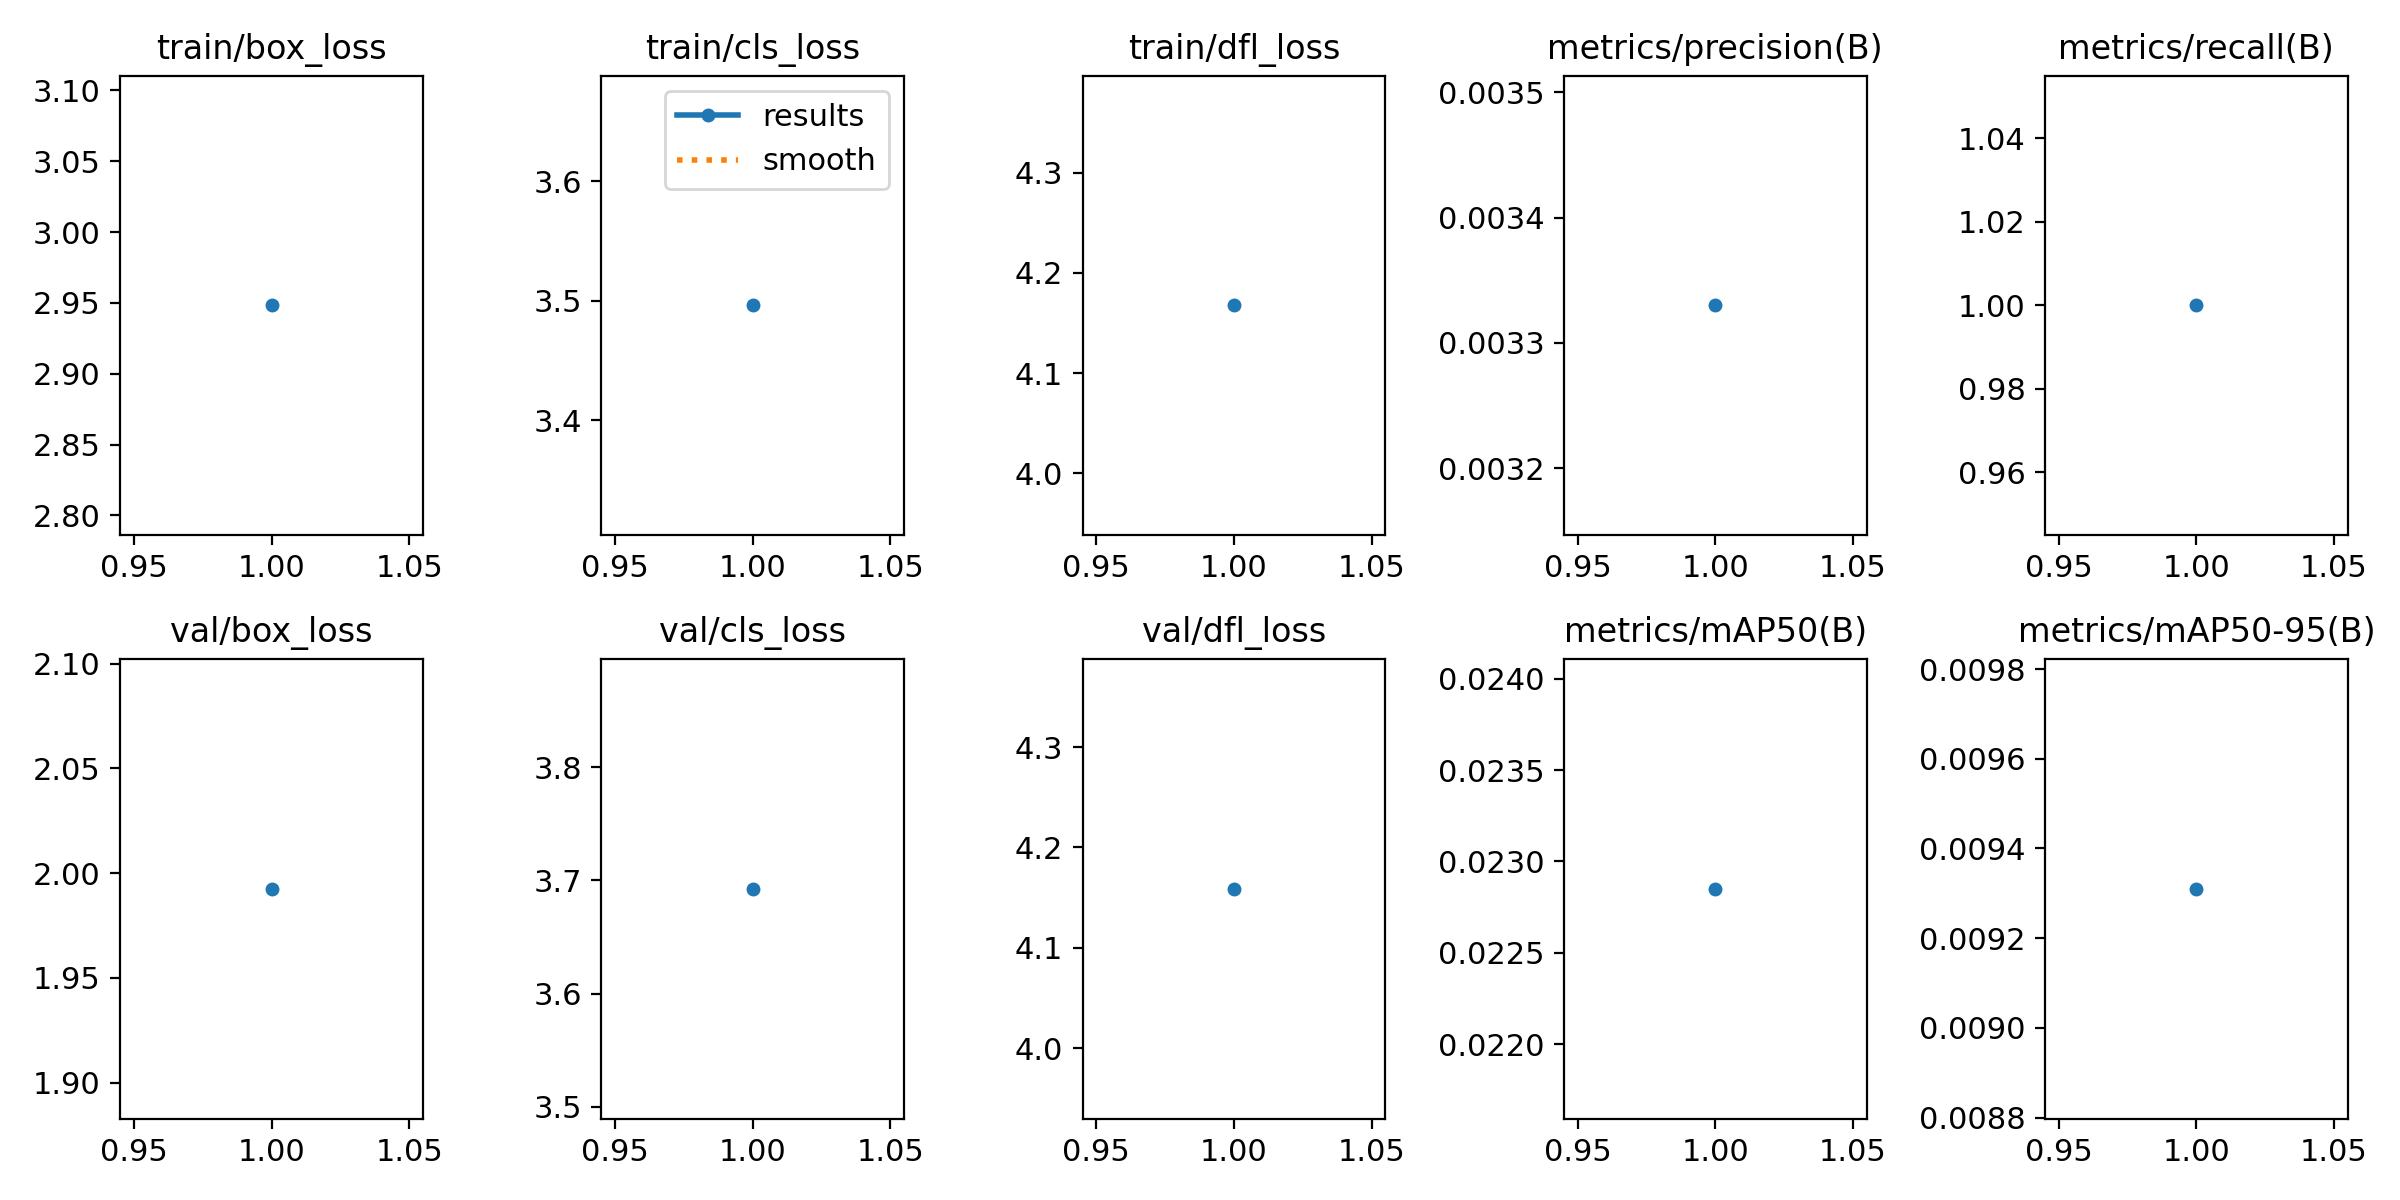 train/box_loss
3.10
3.05
3.00
2.95
2.90
2.85
2.80
0.95 1.00 1.05
train/cls_loss
results
smooth
3.6
3.5
3.4
0.95 1.00 1.05
train/dfl_loss
4.3
4.2
4.1
4.0
0.95 1.00 1.05
metrics/precision(B)
0.0035
0.0034
0.0033
0.0032
0.95 1.00 1.05
metrics/recall(B)
1.04
1.02
1.00
0.98
0.96
0.95 1.00 1.05
val/box_loss
2.10
2.05
2.00
1.95
1.90
0.95 1.00 1.05
val/cls_loss
3.8
3.7
3.6
3.5
0.95 1.00 1.05
val/dfl_loss
4.3
4.2
4.1
4.0
0.95 1.00 1.05
metrics/mAP50(B)
0.0240
0.0235
0.0230
0.0225
0.0220
0.95 1.00 1.05
metrics/mAP50-95(B)
0.0098
0.0096
0.0094
0.0092
0.0090
0.0088
0.95 1.00 1.05